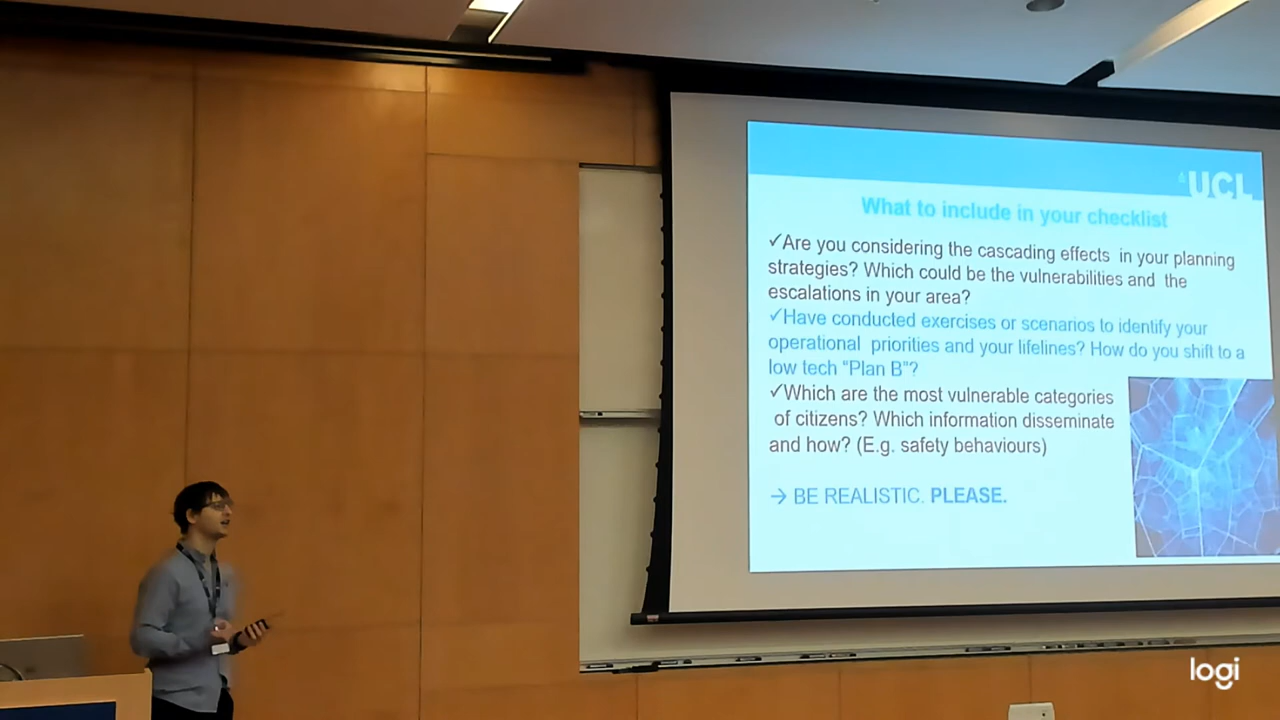 UCL
What to include in your checklist
✓Are you considering the cascading effects in your planning
strategies? Which could be the vulnerabilities and the
escalations in your area?
✓Have conducted exercises or scenarios to identify your
operational priorities and your lifelines? How do you shift to a
low tech “Plan B”?
✓Which are the most vulnerable categories
of citizens? Which information disseminate
and how? (E.g. safety behaviours)
→ BE REALISTIC. PLEASE.
logi